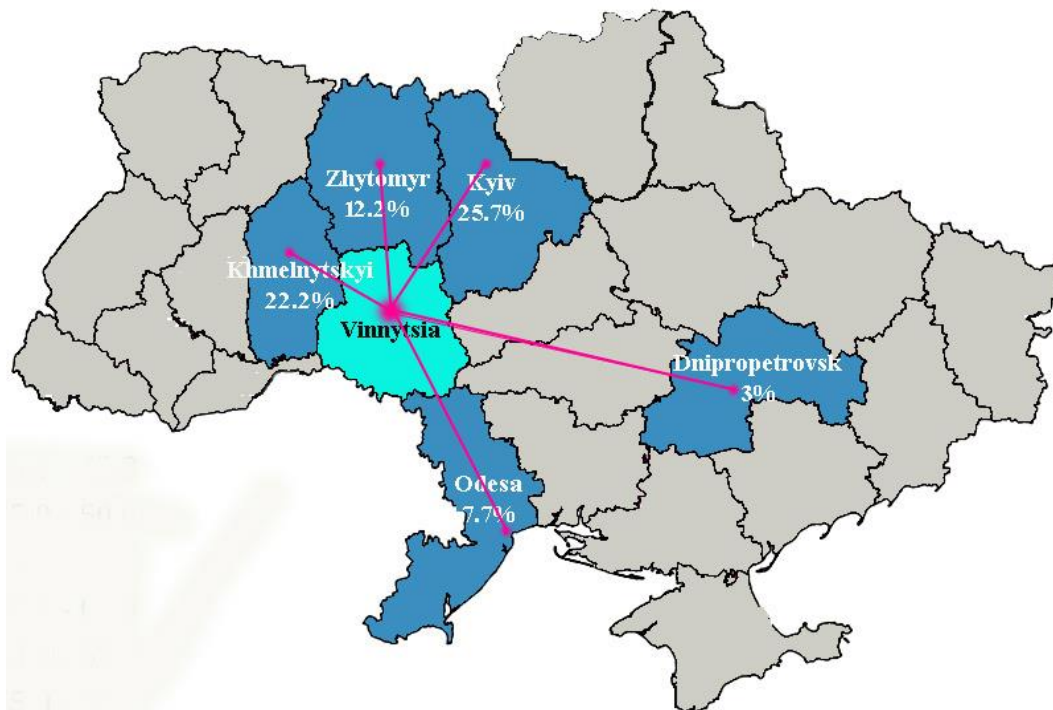 Zhytomyr
12.2%
Kyiv
25.7%
Khmelnytskyi
22.2%
Vinnytsia
Dnipropetrovsk
3%
Odesa
7.7%